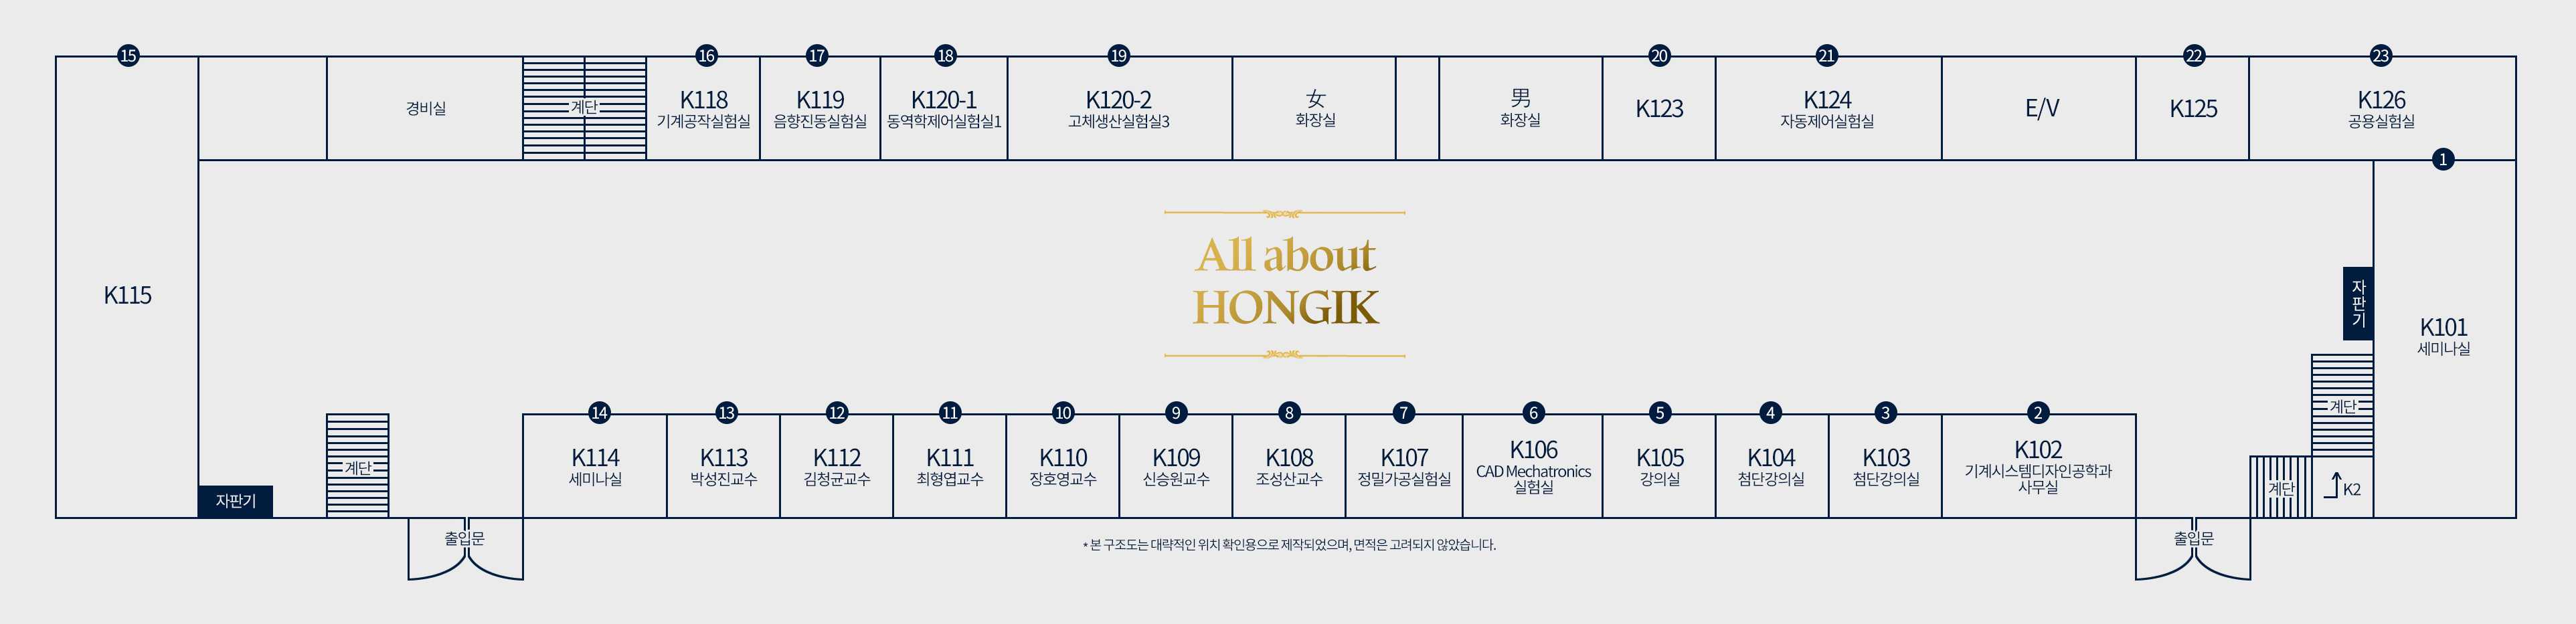 15
16
17
18
19
20
21
22
23
경비실
계단
K118
기계공작실험실
K119
음향진동실험실
K120-1
동역학제어실험실1
K120-2
고체생산실험실3
女
화장실
男
화장실
K123
K124
자동제어실험실
E/V
K125
K126
공용실험실
1
All about
HONGIK
K115
자판기
K101
세미나실
계단
14
13
12
11
10
9
8
7
6
5
4
3
2
자판기
계단
K114
세미나실
K113
박성진교수
K112
김청균교수
K111
최형엽교수
K110
장호영교수
K109
신승원교수
K108
조성산교수
K107
정밀가공실험실
K106
CAD Mechatronics
실험실
K105
강의실
K104
첨단강의실
K103
첨단강의실
K102
기계시스템디자인공학과
사무실
계단
K2
출입문
* 본 구조도는 대략적인 위치 확인용으로 제작되었으며, 면적은 고려되지 않았습니다.
출입문